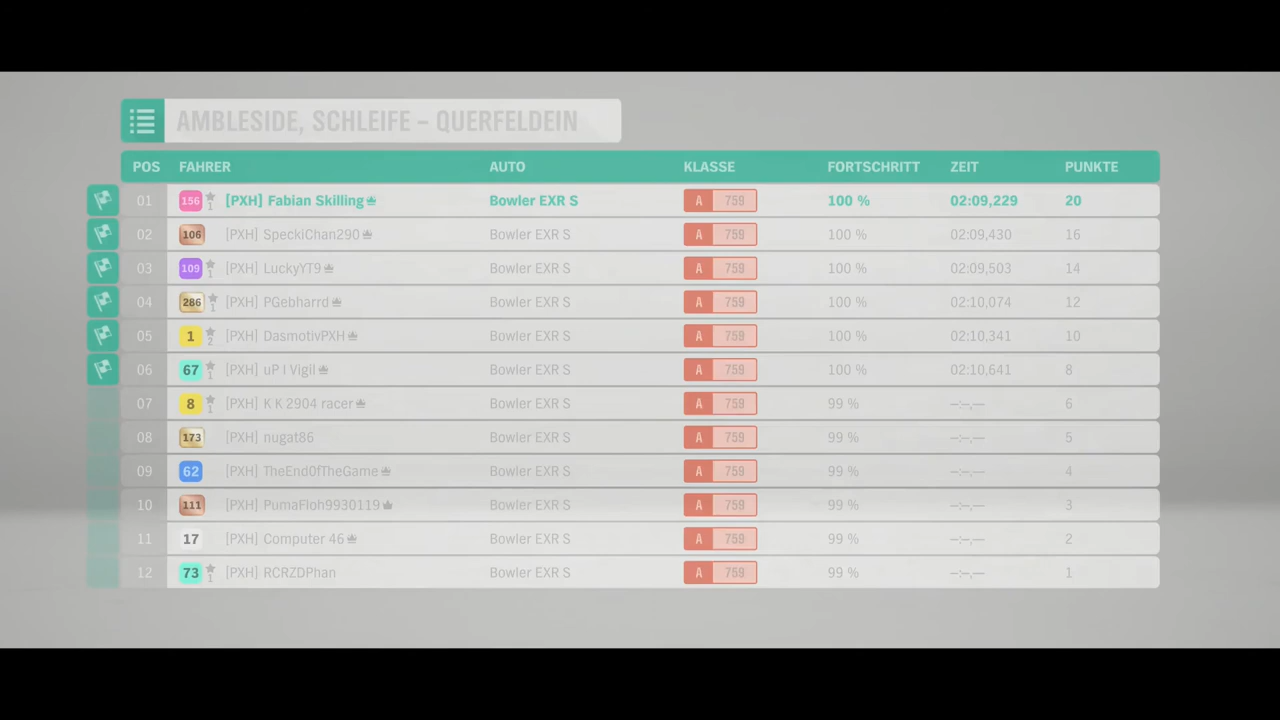 AMBLESIDE, SCHLEIFE – QUERFELDEIN
POS FAHRER AUTO KLASSE FORTSCHRITT ZEIT PUNKTE
01 156 1 [PXH] Fabian Skilling Bowler EXR S A 759 100 % 02:09,229 20
02 106 [PXH] SpeckiChan290 Bowler EXR S A 759 100 % 02:09,430 16
03 109 1 [PXH] LuckyYT9 Bowler EXR S A 759 100 % 02:09,503 14
04 286 1 [PXH] PGebharrd Bowler EXR S A 759 100 % 02:10,074 12
05 1 2 [PXH] DasmotivPXH Bowler EXR S A 759 100 % 02:10,341 10
06 67 1 [PXH] uP I Vigil Bowler EXR S A 759 100 % 02:10,641 8
07 8 1 [PXH] K K 2904 racer Bowler EXR S A 759 99 % –:–,– 6
08 173 [PXH] nugat86 Bowler EXR S A 759 99 % –:–,– 5
09 62 [PXH] TheEnd0fTheGame Bowler EXR S A 759 99 % –:–,– 4
10 111 [PXH] PumaFloh9930119 Bowler EXR S A 759 99 % –:–,– 3
11 17 [PXH] Computer 46 Bowler EXR S A 759 99 % –:–,– 2
12 73 1 [PXH] RCRZDPhan Bowler EXR S A 759 99 % –:–,– 1